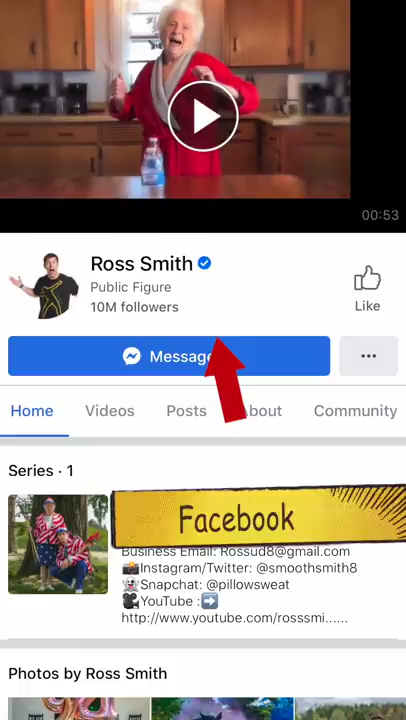 00:53
Ross Smith
Public Figure
10M followers
Like
Message
Home Videos Posts About Community
Series · 1
Facebook
Business Email: Rossud8@gmail.com
📸Instagram/Twitter: @smoothsmith8
👻Snapchat: @pillowsweat
🎥YouTube :➡️
http://www.youtube.com/rosssmi......
Photos by Ross Smith